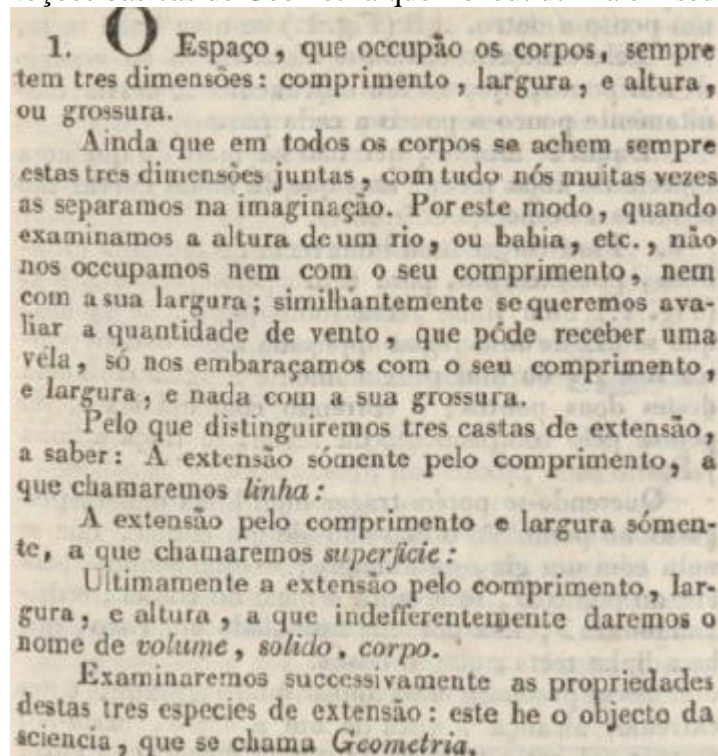 1. O Espaço, que occupão os corpos, sempre
tem tres dimensões: comprimento, largura, e altura,
ou grossura.
Ainda que em todos os corpos se achem sempre
estas tres dimensões juntas, com tudo nós muitas vezes
as separamos na imaginação. Por este modo, quando
examinamos a altura de um rio, ou bahia, etc., não
nos occupamos nem com o seu comprimento, nem
com a sua largura; similhantemente se queremos ava-
liar a quantidade de vento, que póde receber uma
véla, só nos embaraçamos com o seu comprimento,
e largura, e nada com a sua grossura.
Pelo que distinguiremos tres castas de extensão,
a saber: A extensão sómente pelo comprimento, a
que chamaremos linha:
A extensão pelo comprimento e largura sómen-
te, a que chamaremos superficie:
Ultimamente a extensão pelo comprimento, lar-
gura, e altura, a que indefferentemente daremos o
nome de volume, solido, corpo.
Examinaremos successivamente as propriedades
destas tres especies de extensão: este he o objecto da
sciencia, que se chama Geometria.